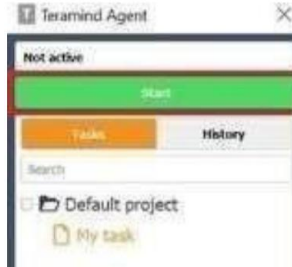 Teramind Agent
Not active
Start
Tasks History
Search
Default project
My task